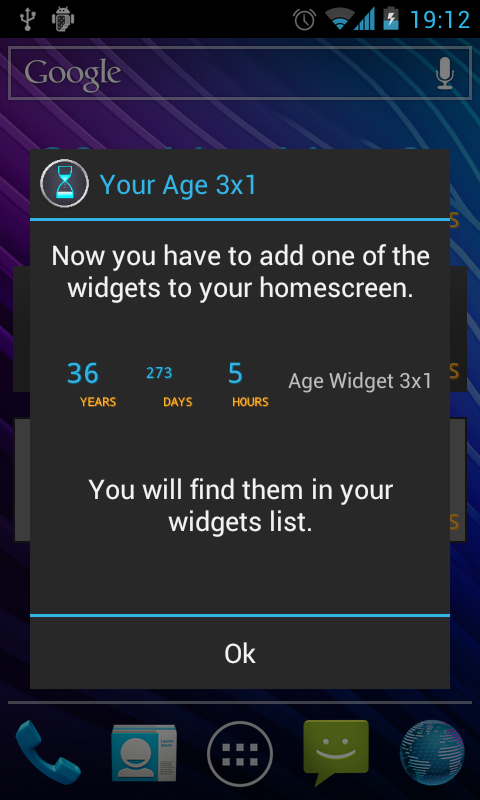 19:12
Google
Your Age 3x1
Now you have to add one of the
widgets to your homescreen.
36 273 5 Age Widget 3x1
YEARS DAYS HOURS
You will find them in your
widgets list.
Ok